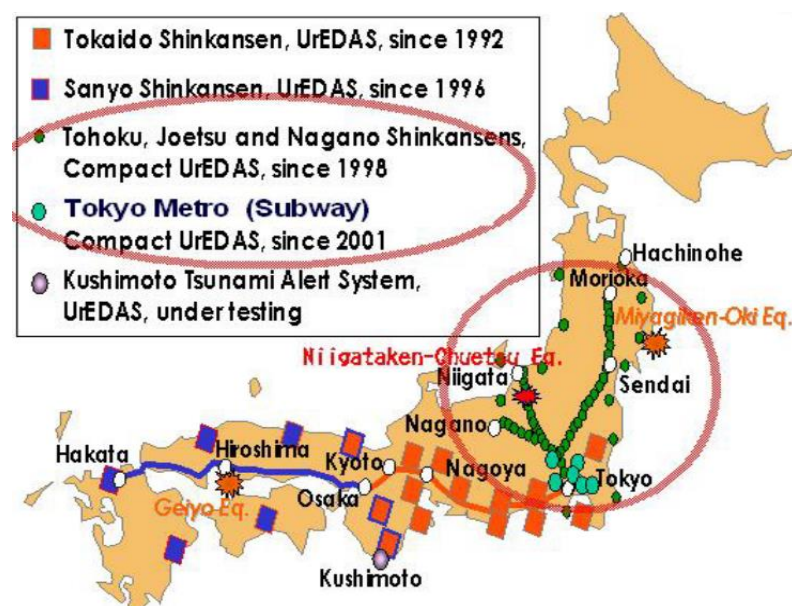 Tokaido Shinkansen, UrEDAS, since 1992
Sanyo Shinkansen, UrEDAS, since 1996
Tohoku, Joetsu and Nagano Shinkansens,
Compact UrEDAS, since 1998
Tokyo Metro (Subway)
Compact UrEDAS, since 2001
Kushimoto Tsunami Alert System,
UrEDAS, under testing
Hachinohe
Morioka
Miyagiken-Oki Eq.
Niigataken-Chuetsu Eq.
Niigata
Sendai
Nagano
Hakata
Hiroshima
Kyoto
Nagoya
Tokyo
Osaka
Geiyo Eq.
Kushimoto